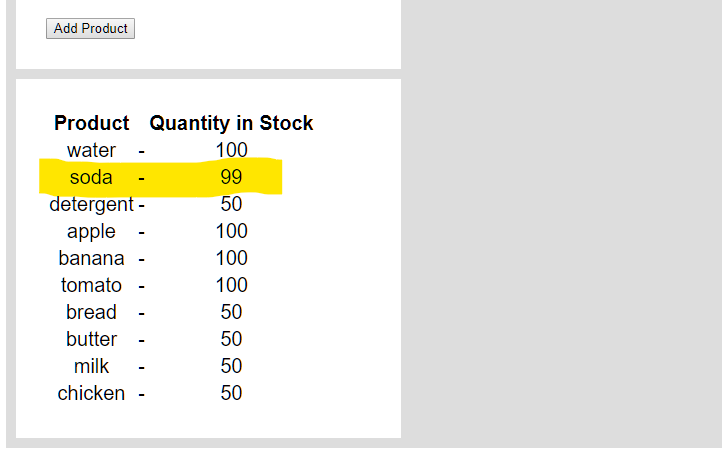 Add Product
Product Quantity in Stock
water - 100
soda - 99
detergent - 50
apple - 100
banana - 100
tomato - 100
bread - 50
butter - 50
milk - 50
chicken - 50